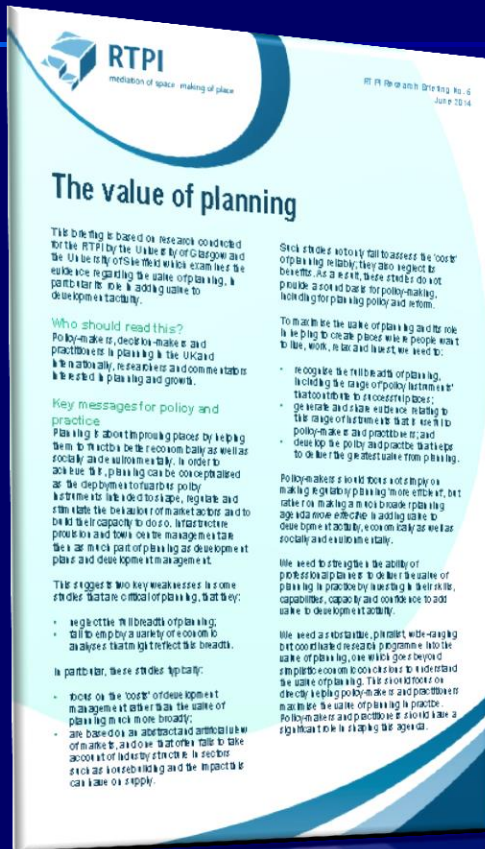 RTPI
mediation of space · making of place
RTPI Research Briefing No. 6
June 2014
The value of planning
This briefing is based on research conducted
for the RTPI by the University of Glasgow and
the University of Sheffield which examines the
evidence regarding the value of planning, in
particular its role in adding value to
development activity.
Who should read this?
Policy-makers, decision-makers and
practitioners in planning in the UK and
internationally, researchers and commentators
interested in planning and growth.
Key messages for policy and
practice
Planning is about improving places by helping
them to function better economically as well as
socially and environmentally. In order to
achieve this, planning can be conceptualised
as the deployment of various policy
instruments intended to shape, regulate and
stimulate the behaviour of market actors and to
build their capacity to do so. Infrastructure
provision and town centre management are
then as much part of planning as development
plans and development management.
This suggests two key weaknesses in some
studies that are critical of planning, that they:
· neglect the full breadth of planning;
· fail to employ a variety of economic
analyses that might reflect this breadth.
In particular, these studies typically:
· focus on the 'costs' of development
management rather than the value of
planning much more broadly;
· are based on an abstract and artificial view
of markets, and one that often fails to take
account of industry structure in sectors
such as housebuilding and the impact this
can have on supply.
Such studies not only fail to assess the 'costs'
of planning reliably; they also neglect its
benefits. As a result, these studies do not
provide a sound basis for policy-making,
including for planning policy and reform.
To maximise the value of planning and its role
in helping to create places where people want
to live, work, relax and invest, we need to:
· recognise the full breadth of planning,
including the range of 'policy instruments'
that contribute to successful places;
· generate and share evidence relating to
this range of instruments that is useful to
policy-makers and practitioners; and
· develop the policy and practice that helps
to deliver the greatest value from planning.
Policy-makers should focus not simply on
making regulatory planning 'more efficient', but
rather on making a much broader planning
agenda more effective in adding value to
development activity, economically as well as
socially and environmentally.
We need to strengthen the ability of
professional planners to deliver the value of
planning in practice by investing in their skills,
capabilities, capacity and confidence to add
value to development activity.
We need a substantive, pluralist, wide-ranging
but coordinated research programme into the
value of planning, one which goes beyond
simplistic economic conclusions to understand
the value of planning. This should focus on
directly helping policy-makers and practitioners
maximise the value of planning in practice.
Policy-makers and practitioners should have a
significant role in shaping this agenda.